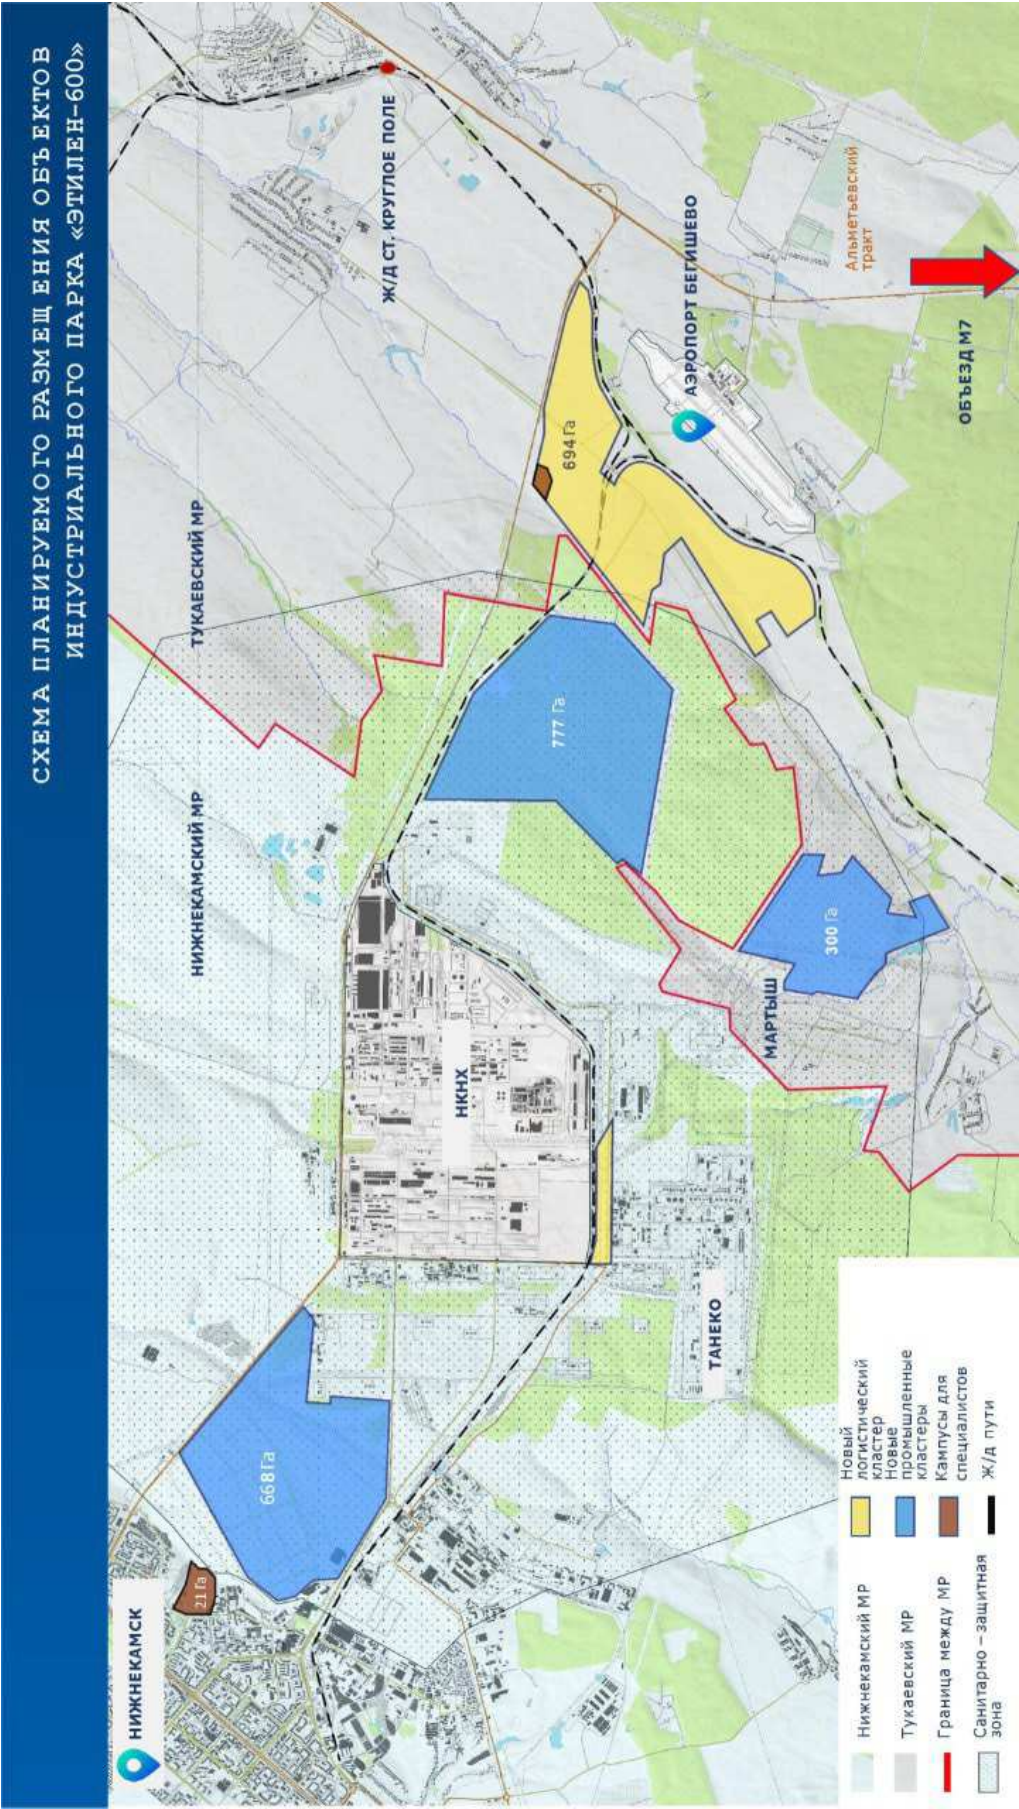 СХЕМА ПЛАНИРУЕМОГО РАЗМЕЩ ЕНИЯ ОБЪЕКТОВ
ИНДУСТРИАЛЬНОГО ПАРКА «ЭТИЛЕН-600»
НИЖНЕКАМСК
21 Га
668 Га
НИЖНЕКАМСКИЙ МР
ТУКАЕВСКИЙ МР
Ж/Д СТ. КРУГЛОЕ ПОЛЕ
НКНХ
777 Га
694 Га
АЭРОПОРТ БЕГИШЕВО
ТАНЕКО
МАРТЫШ
300 Га
Альметьевский
тракт
ОБЪЕЗД М7
Нижнекамский МР
Тукаевский МР
Граница между МР
Санитарно – защитная
зона
Новый
логистический
кластер
Новые
промышленные
кластеры
Кампусы для
специалистов
Ж/д пути